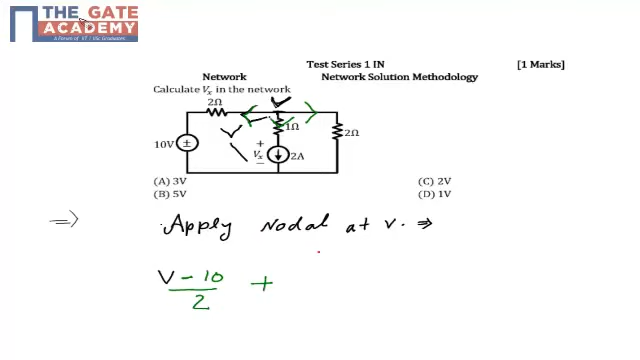 THE GATE
ACADEMY
A Forum of IIT / IISc Graduates
Test Series 1 IN [1 Marks]
Network Network Solution Methodology
Calculate Vx in the network
2Ω
1Ω
2Ω
10V
+
Vx
−
2A
(A) 3V (C) 2V
(B) 5V (D) 1V
⇒ Apply Nodal at V. ⇒
V - 10 +
2